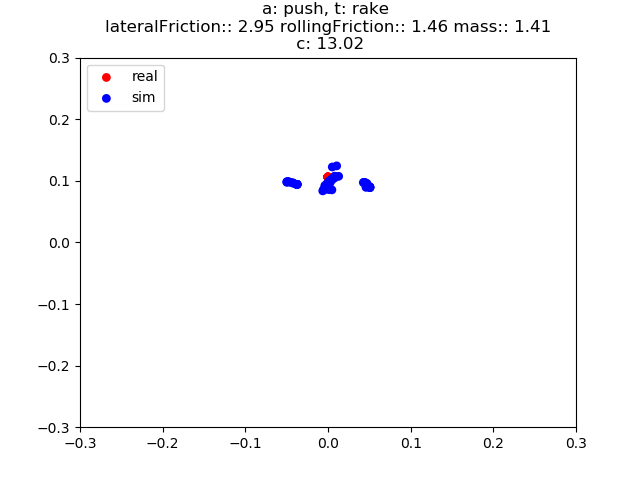 a: push, t: rake
lateralFriction:: 2.95 rollingFriction:: 1.46 mass:: 1.41
c: 13.02
real
sim
0.3
0.2
0.1
0.0
−0.1
−0.2
−0.3
−0.3 −0.2 −0.1 0.0 0.1 0.2 0.3